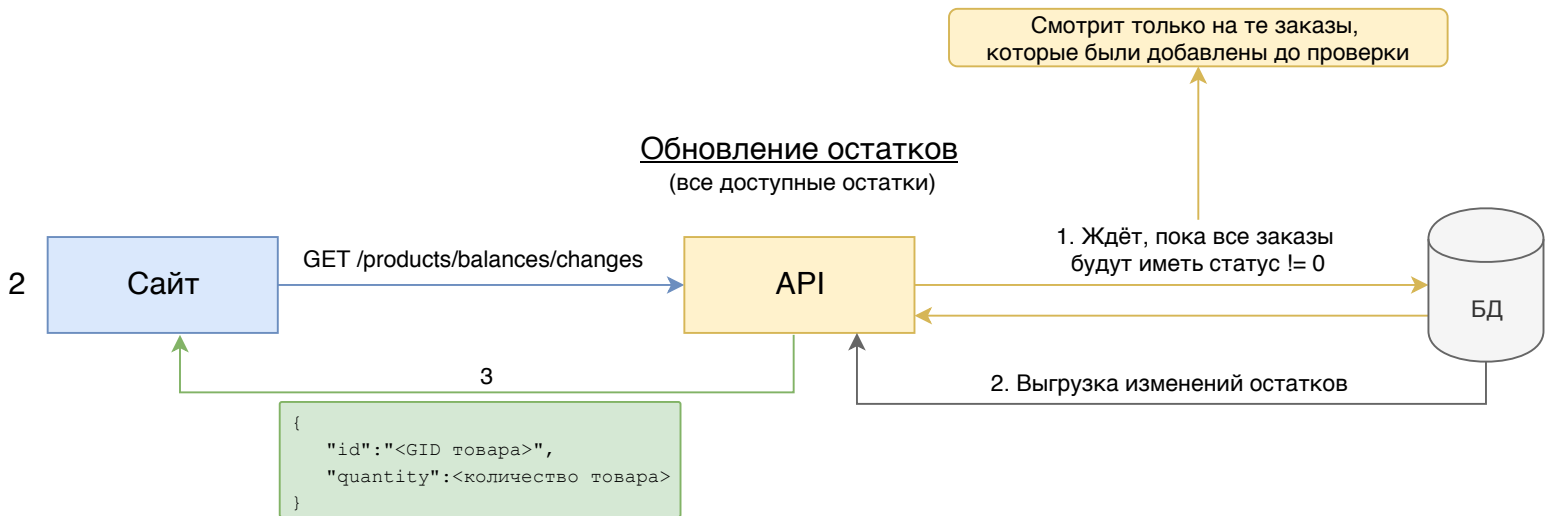 Смотрит только на те заказы,
которые были добавлены до проверки
Обновление остатков
(все доступные остатки)
2
Сайт
GET /products/balances/changes
API
1. Ждёт, пока все заказы
будут иметь статус != 0
БД
3
2. Выгрузка изменений остатков
{
"id":"<GID товара>",
"quantity":<количество товара>
}